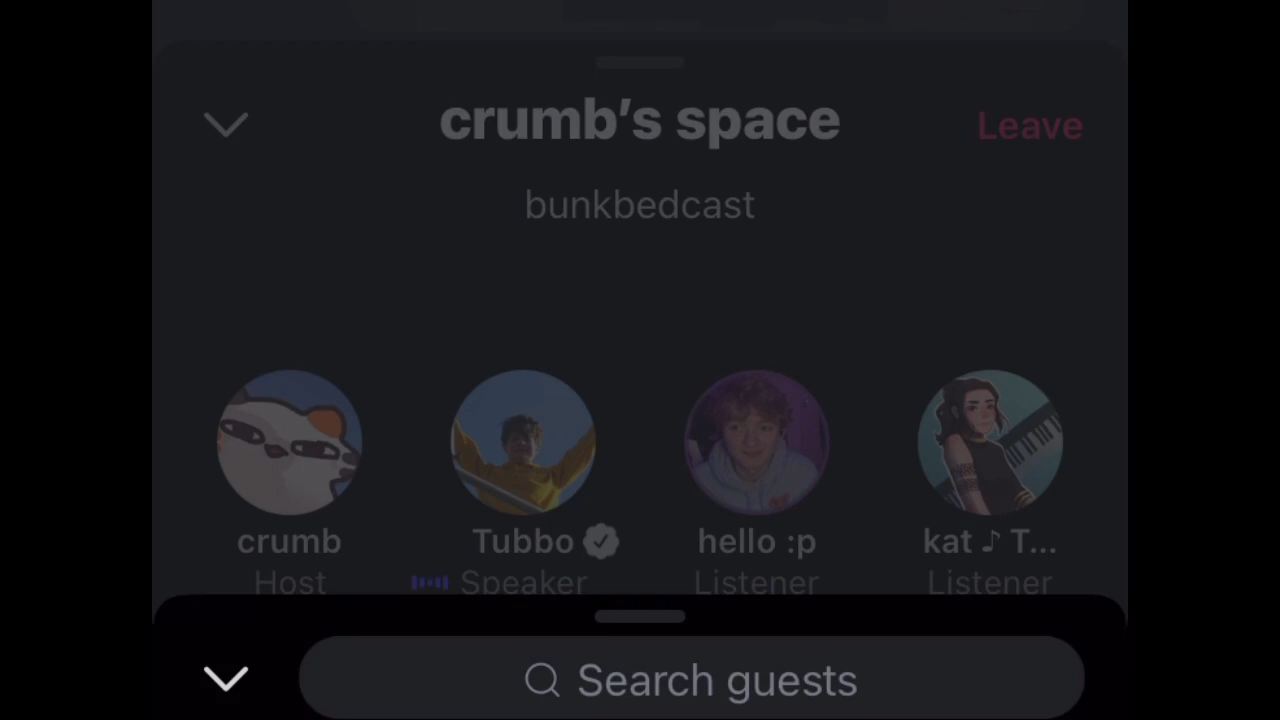 crumb's space
Leave
bunkbedcast
crumb
Tubbo
hello :p
kat ♪ T...
Host
Speaker
Listener
Listener
Search guests